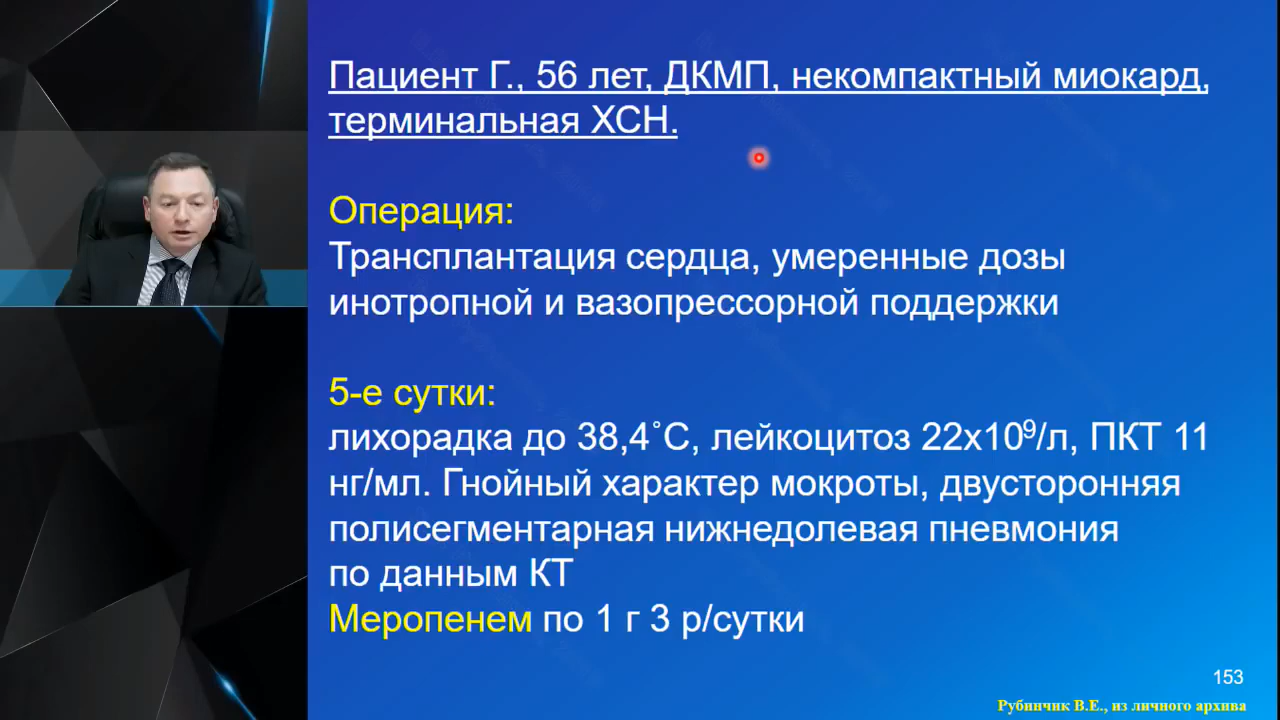 Пациент Г., 56 лет, ДКМП, некомпактный миокард,
терминальная ХСН.
Операция:
Трансплантация сердца, умеренные дозы
инотропной и вазопрессорной поддержки
5-е сутки:
лихорадка до 38,4˚С, лейкоцитоз 22х10⁹/л, ПКТ 11
нг/мл. Гнойный характер мокроты, двусторонняя
полисегментарная нижнедолевая пневмония
по данным КТ
Меропенем по 1 г 3 р/сутки
153
Рубинчик В.Е., из личного архива